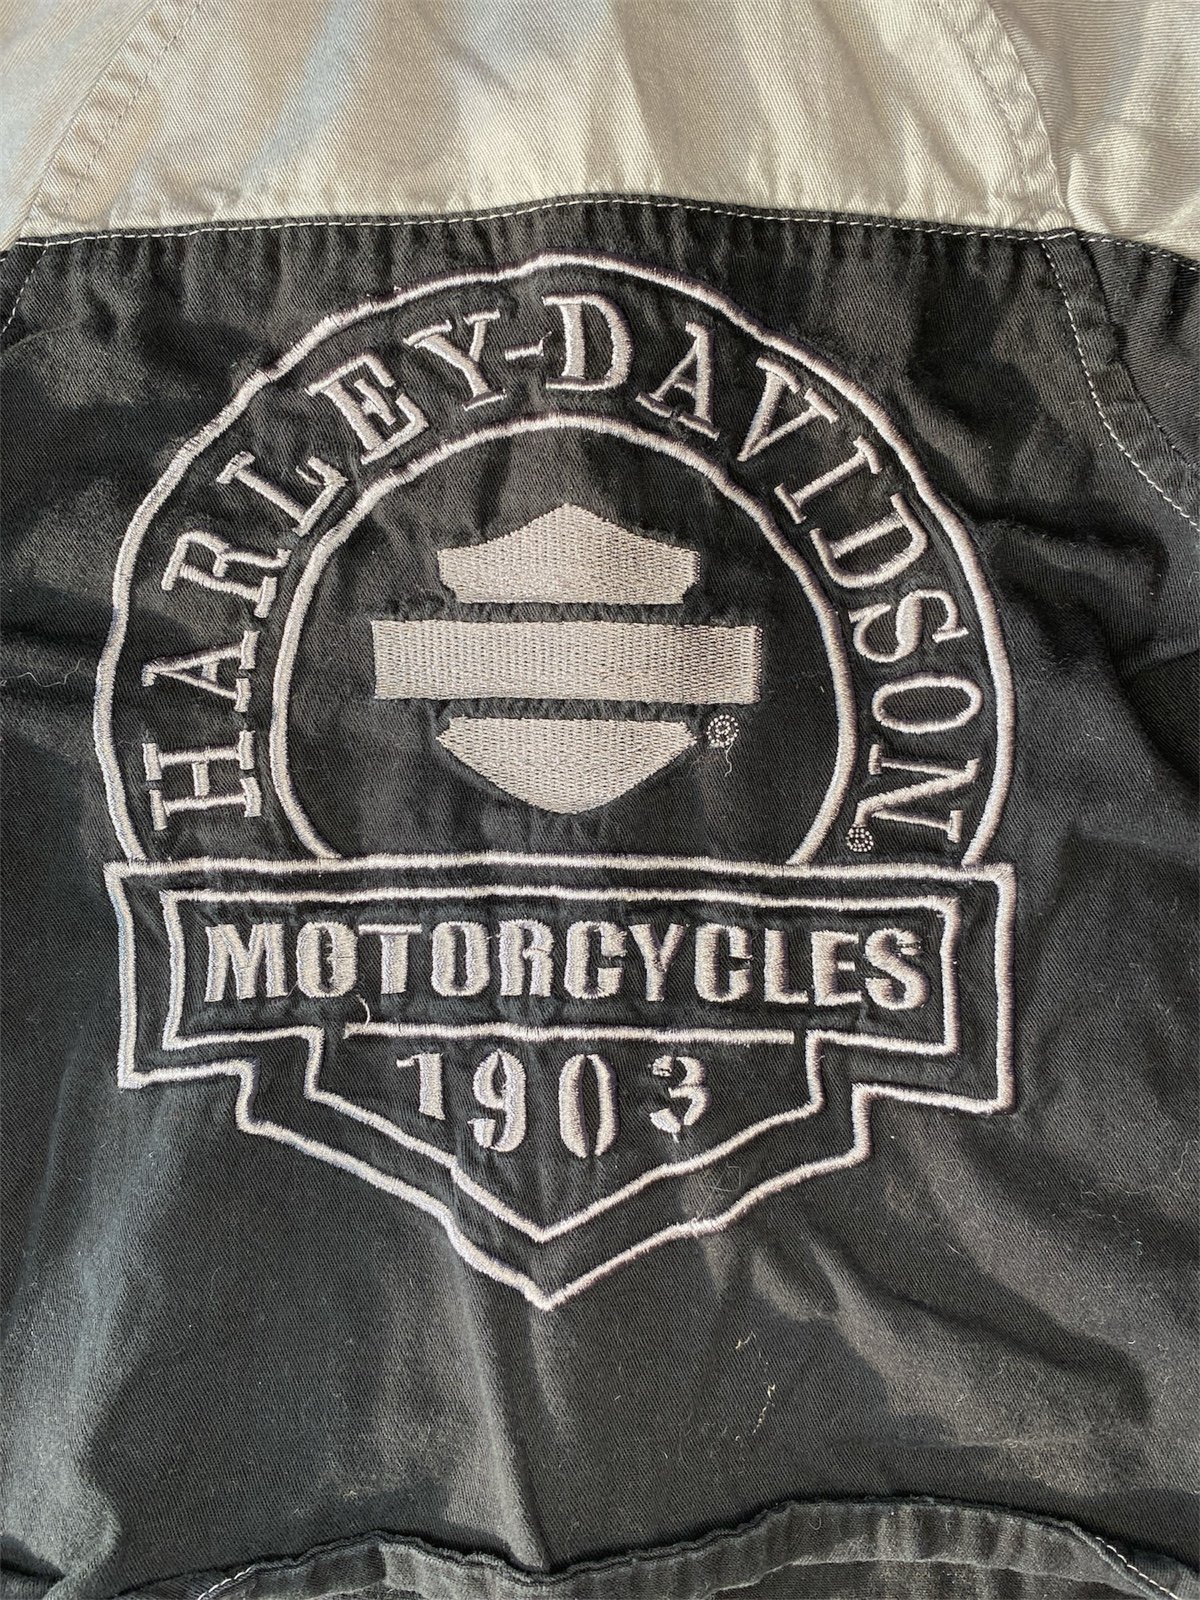 HARLEY-DAVIDSON®
®
MOTORCYCLES
1903